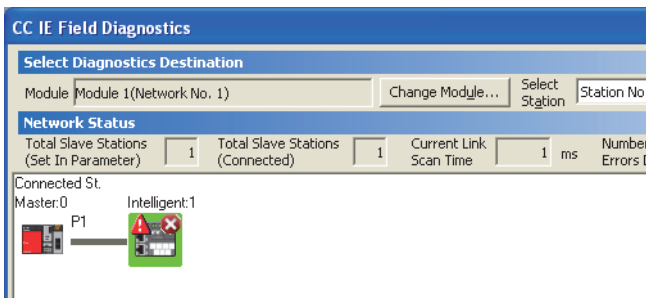 CC IE Field Diagnostics
Select Diagnostics Destination
Module Module 1(Network No. 1) Change Module... Select Station Station No
Network Status
Total Slave Stations (Set In Parameter) 1 Total Slave Stations (Connected) 1 Current Link Scan Time 1 ms Number Errors
Connected St.
Master:0 Intelligent:1
P1